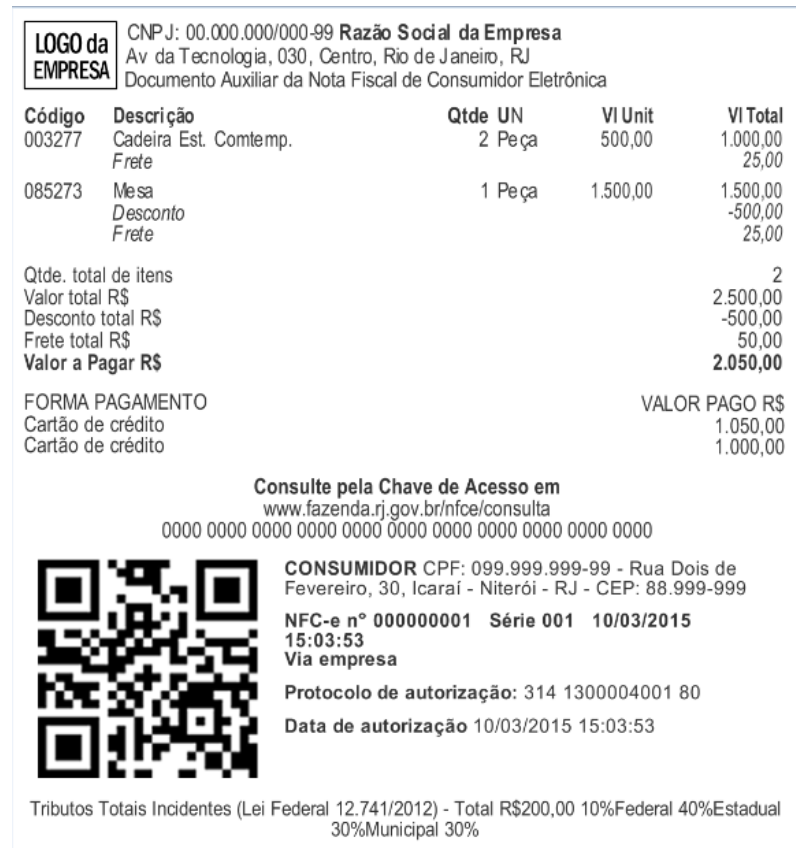 LOGO da
EMPRESA
CNPJ: 00.000.000/000-99 Razão Social da Empresa
Av da Tecnologia, 030, Centro, Rio de Janeiro, RJ
Documento Auxiliar da Nota Fiscal de Consumidor Eletrônica
Código Descrição Qtde UN Vl Unit Vl Total
003277 Cadeira Est. Comtemp. 2 Peça 500,00 1.000,00
Frete 25,00
085273 Mesa 1 Peça 1.500,00 1.500,00
Desconto -500,00
Frete 25,00
Qtde. total de itens 2
Valor total R$ 2.500,00
Desconto total R$ -500,00
Frete total R$ 50,00
Valor a Pagar R$ 2.050,00
FORMA PAGAMENTO VALOR PAGO R$
Cartão de crédito 1.050,00
Cartão de crédito 1.000,00
Consulte pela Chave de Acesso em
www.fazenda.rj.gov.br/nfce/consulta
0000 0000 0000 0000 0000 0000 0000 0000 0000 0000 0000
CONSUMIDOR CPF: 099.999.999-99 - Rua Dois de
Fevereiro, 30, Icaraí - Niterói - RJ - CEP: 88.999-999
NFC-e nº 000000001 Série 001 10/03/2015
15:03:53
Via empresa
Protocolo de autorização: 314 1300004001 80
Data de autorização 10/03/2015 15:03:53
Tributos Totais Incidentes (Lei Federal 12.741/2012) - Total R$200,00 10%Federal 40%Estadual
30%Municipal 30%